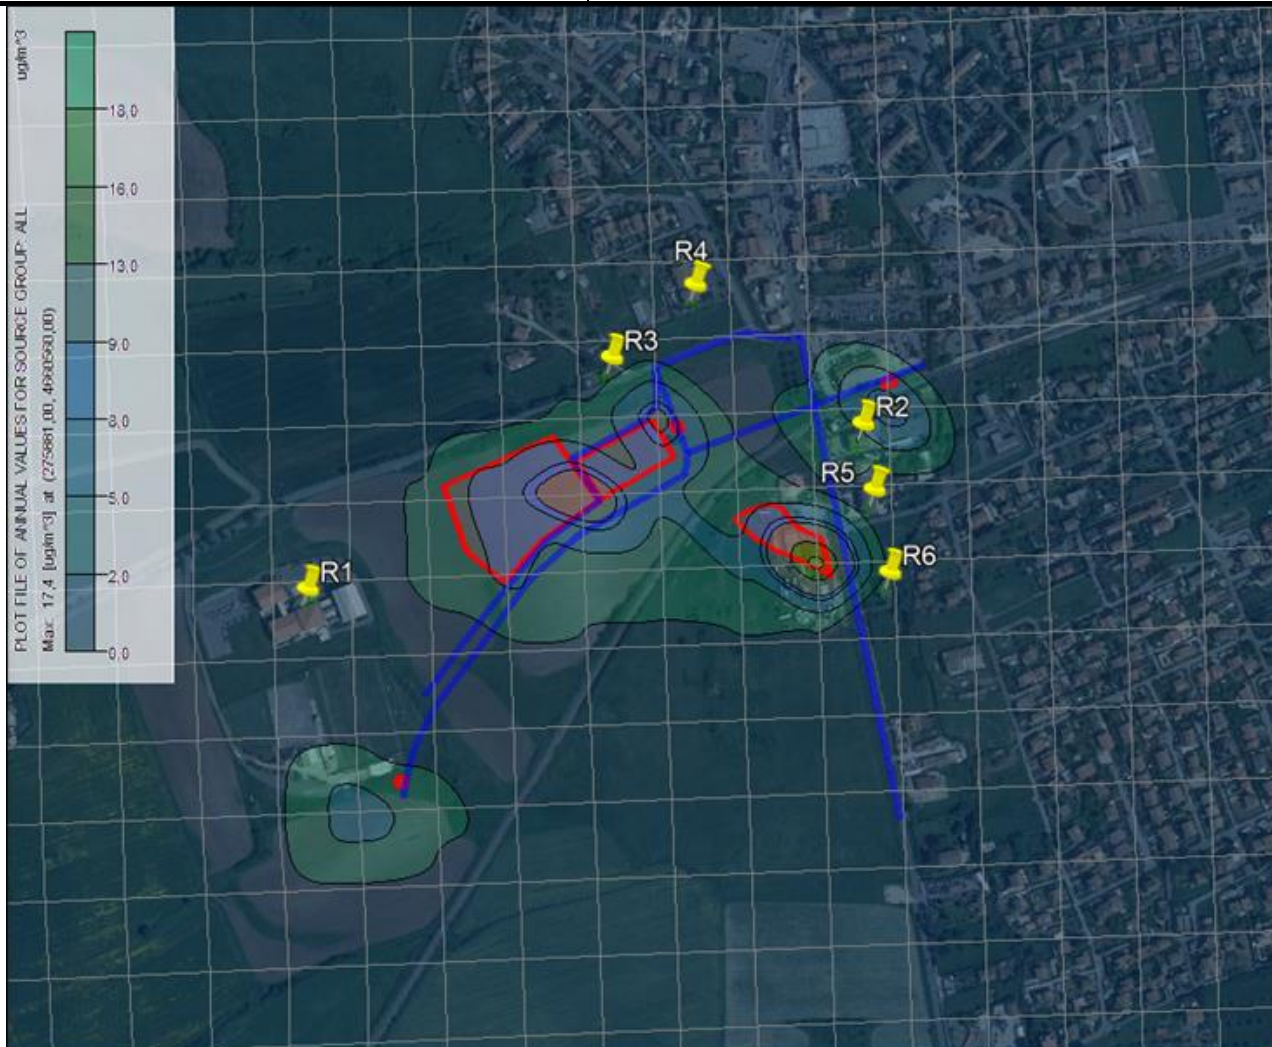 ug/m^3
18,0
16,0
13,0
9,0
8,0
5,0
2,0
0,0
PLOT FILE OF ANNUAL VALUES FOR SOURCE GROUP: ALL
Max: 17,4 [ug/m^3] at (275881,00, 4660560,00)
R4
R3
R2
R5
R6
R1